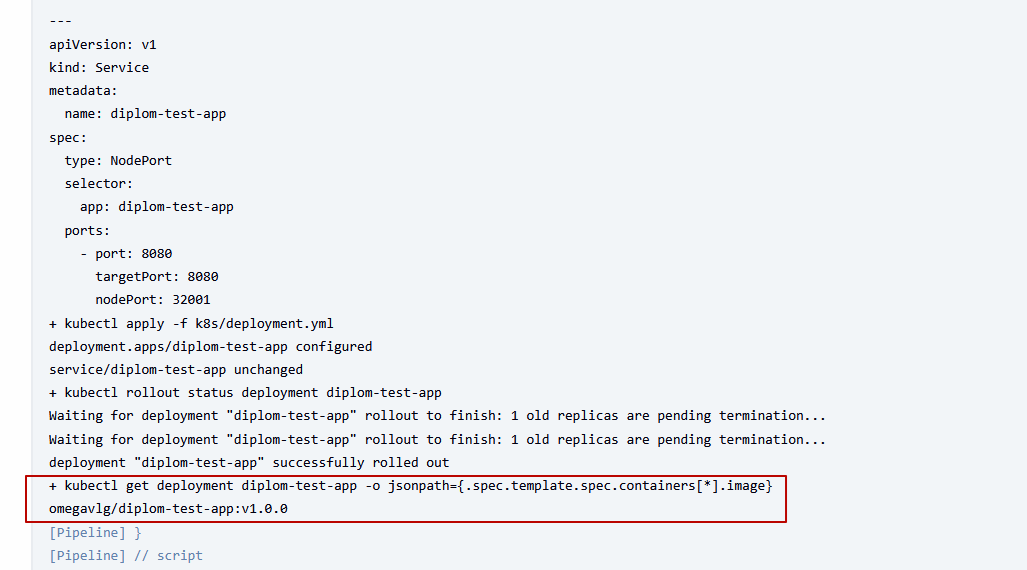 ---
apiVersion: v1
kind: Service
metadata:
  name: diplom-test-app
spec:
  type: NodePort
  selector:
    app: diplom-test-app
  ports:
    - port: 8080
      targetPort: 8080
      nodePort: 32001
+ kubectl apply -f k8s/deployment.yml
deployment.apps/diplom-test-app configured
service/diplom-test-app unchanged
+ kubectl rollout status deployment diplom-test-app
Waiting for deployment "diplom-test-app" rollout to finish: 1 old replicas are pending termination...
Waiting for deployment "diplom-test-app" rollout to finish: 1 old replicas are pending termination...
deployment "diplom-test-app" successfully rolled out
+ kubectl get deployment diplom-test-app -o jsonpath={.spec.template.spec.containers[*].image}
omegavlg/diplom-test-app:v1.0.0
[Pipeline] }
[Pipeline] // script